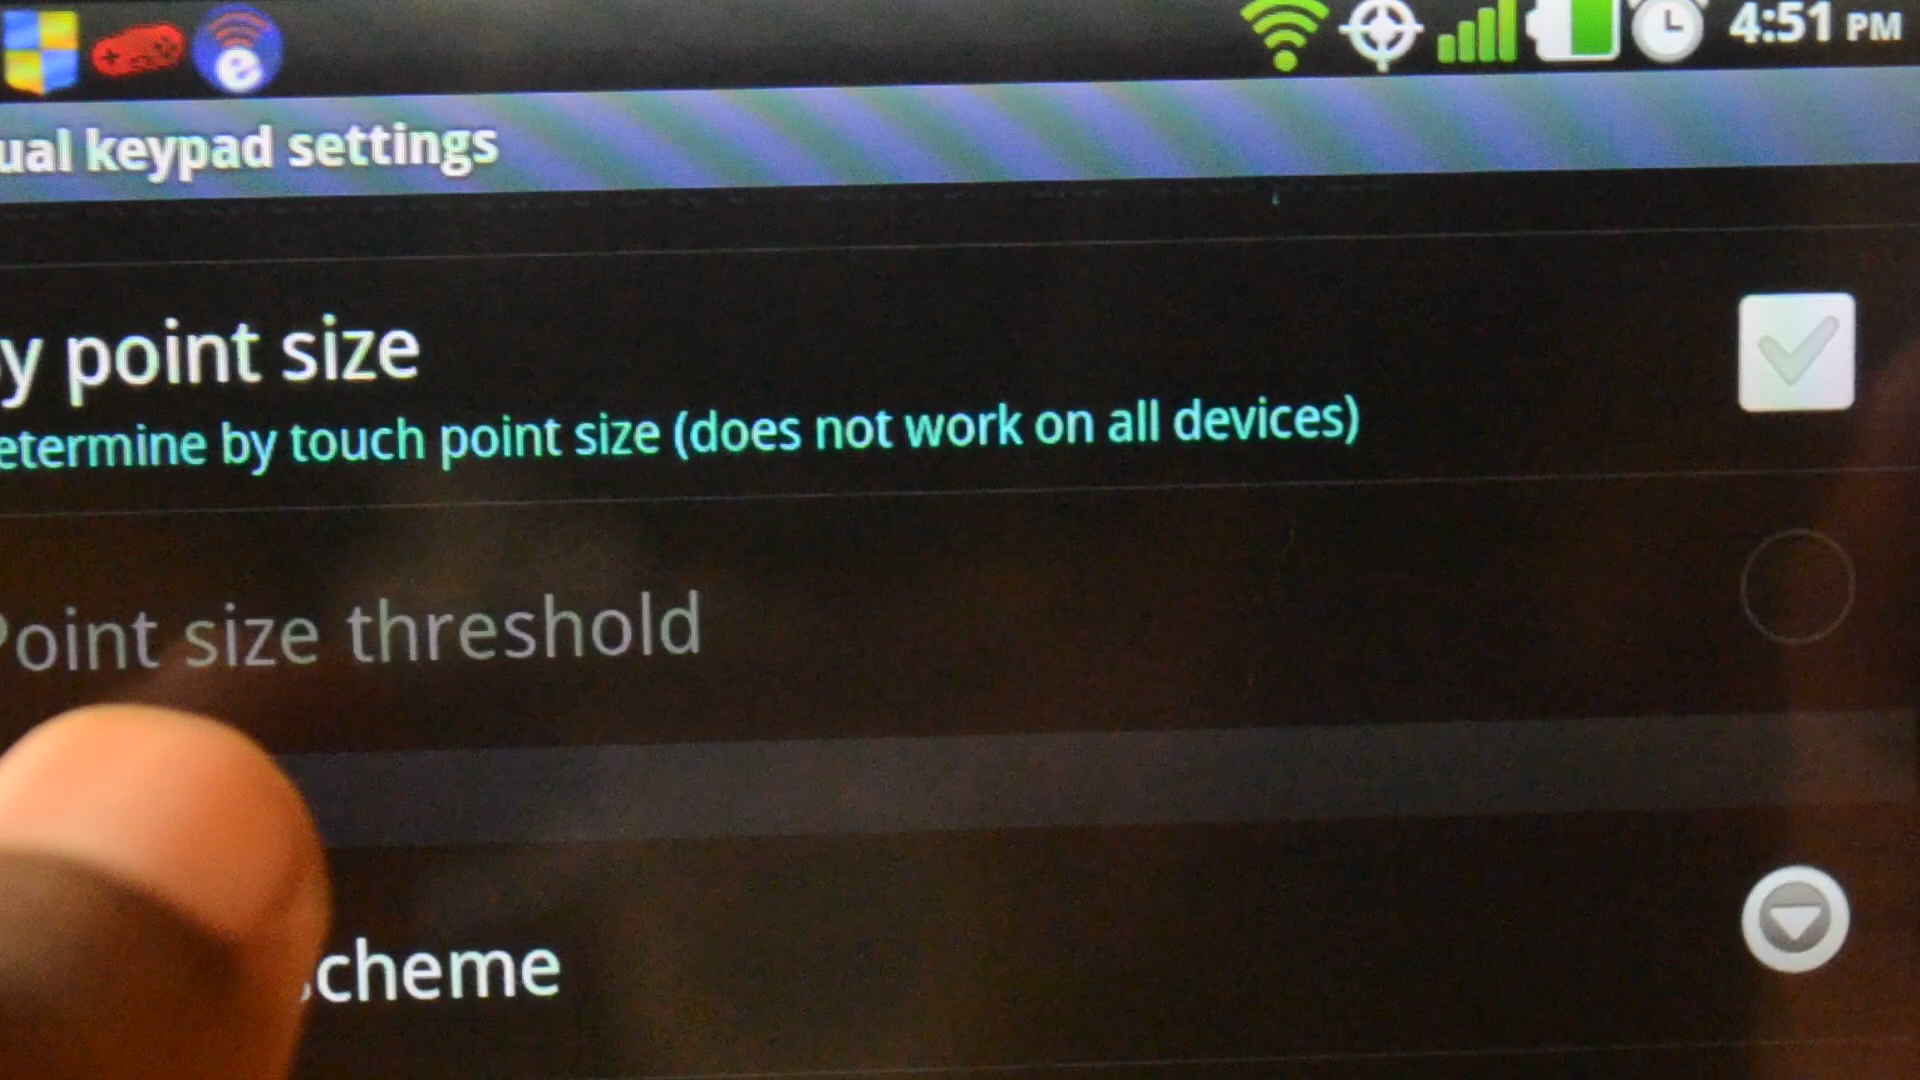 4:51 PM
ual keypad settings
y point size
etermine by touch point size (does not work on all devices)
Point size threshold
cheme